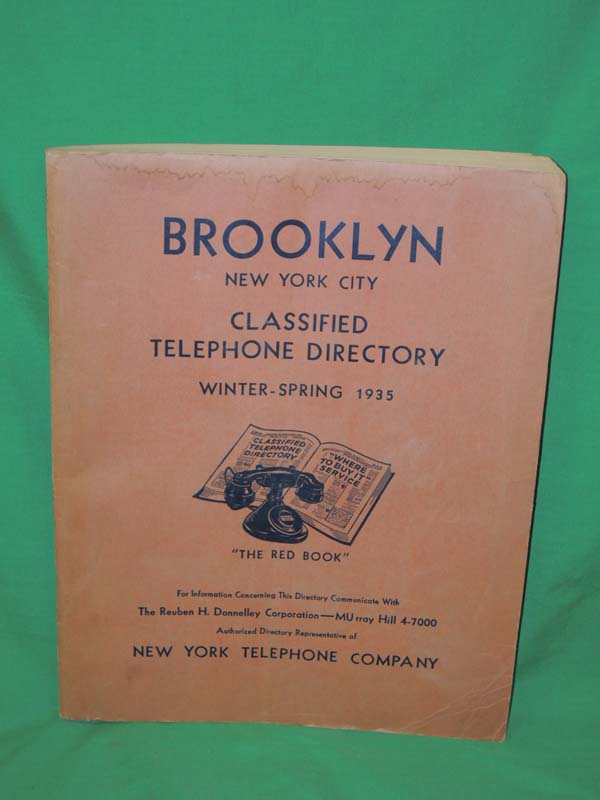 BROOKLYN
NEW YORK CITY
CLASSIFIED
TELEPHONE DIRECTORY
WINTER-SPRING 1935
CLASSIFIED
TELEPHONE
DIRECTORY
"WHERE
TO BUY IT"
SERVICE
"THE RED BOOK"
For Information Concerning This Directory Communicate With
The Reuben H. Donnelley Corporation—MU rray Hill 4-7000
Authorized Directory Representative of
NEW YORK TELEPHONE COMPANY